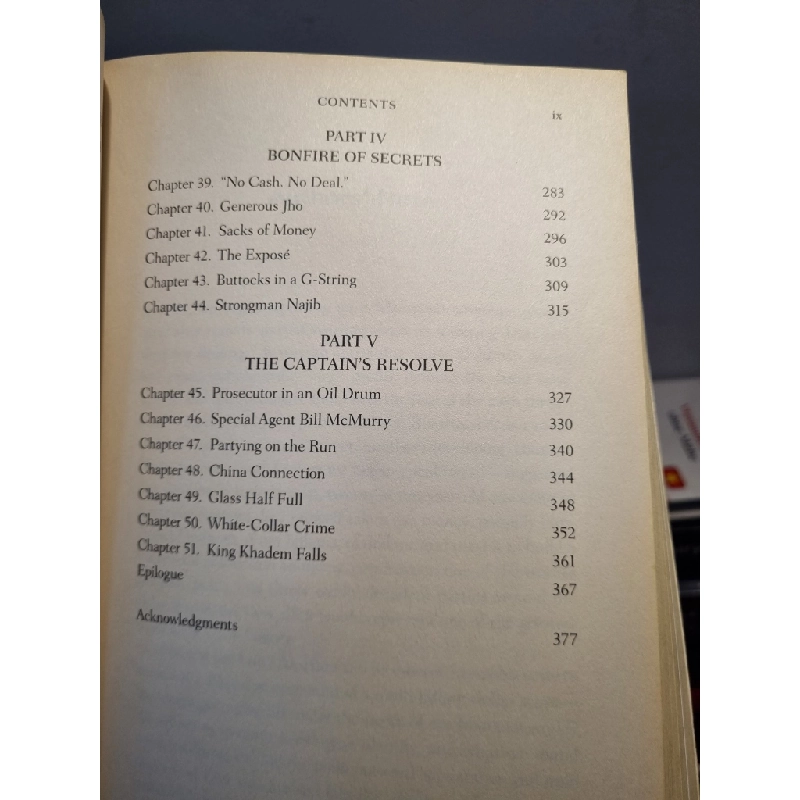 CONTENTS ix
PART IV
BONFIRE OF SECRETS
Chapter 39. "No Cash. No Deal." 283
Chapter 40. Generous Jho 292
Chapter 41. Sacks of Money 296
Chapter 42. The Exposé 303
Chapter 43. Buttocks in a G-String 309
Chapter 44. Strongman Najib 315
PART V
THE CAPTAIN'S RESOLVE
Chapter 45. Prosecutor in an Oil Drum 327
Chapter 46. Special Agent Bill McMurry 330
Chapter 47. Partying on the Run 340
Chapter 48. China Connection 344
Chapter 49. Glass Half Full 348
Chapter 50. White-Collar Crime 352
Chapter 51. King Khadem Falls 361
Epilogue 367
Acknowledgments 377